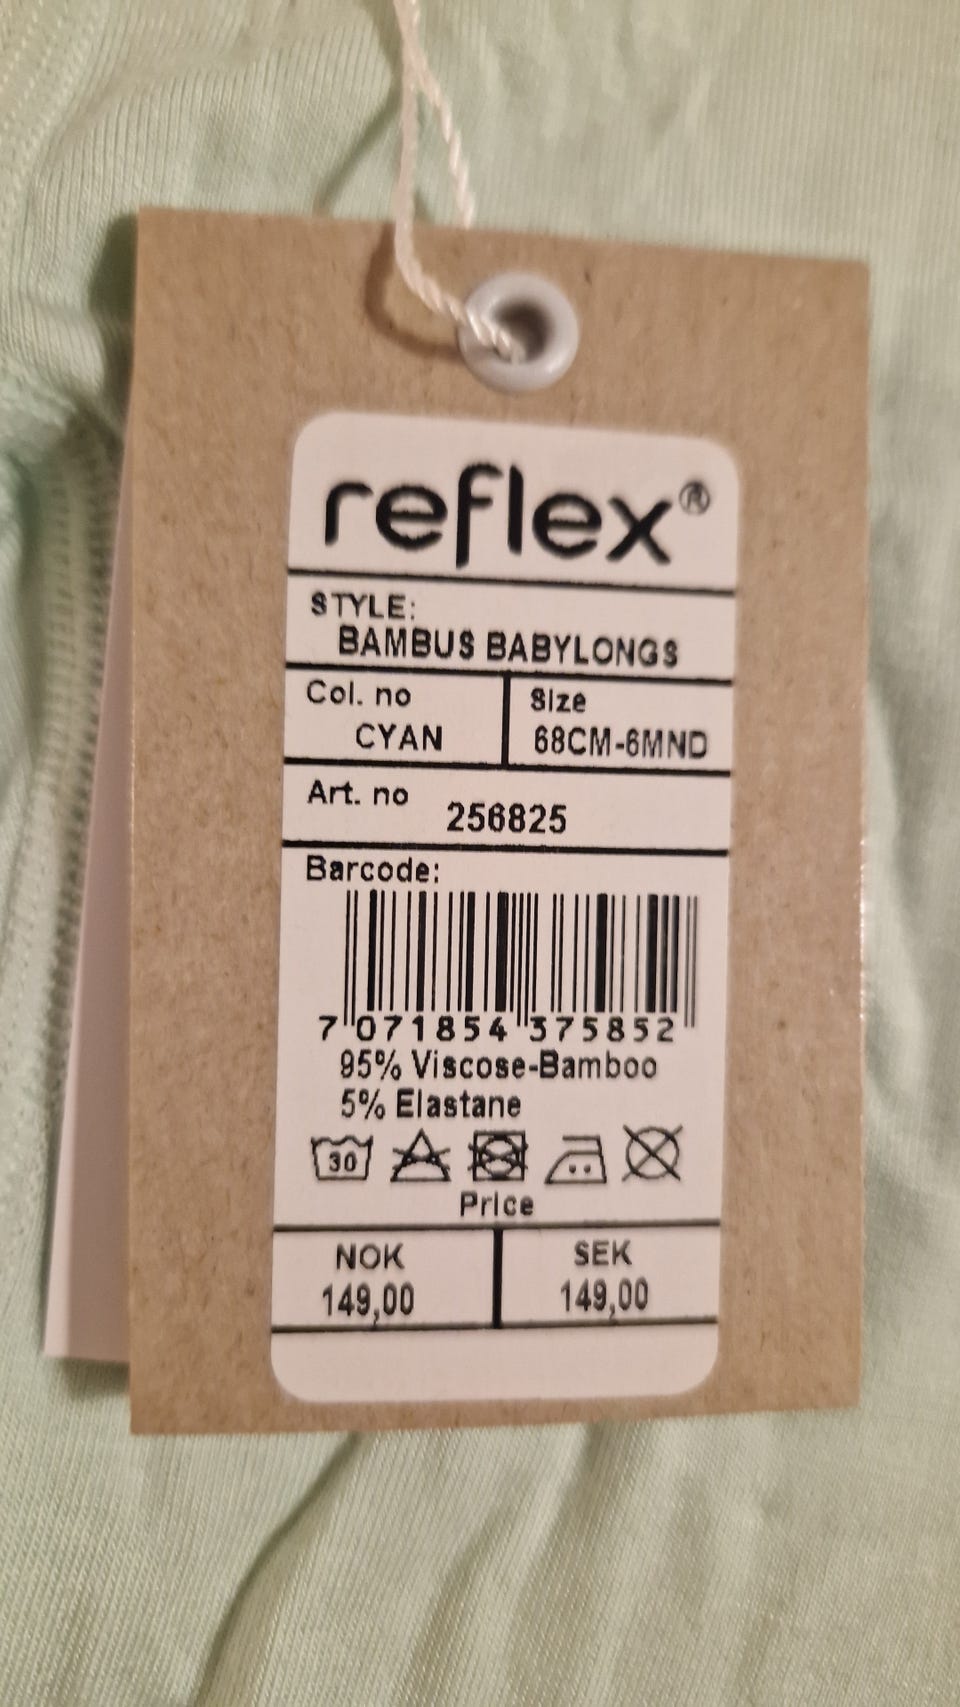 reflex®
STYLE:
BAMBUS BABYLONGS
Col. no
CYAN
Size
68CM-6MND
Art. no
256825
Barcode:
7 071854 375852
95% Viscose-Bamboo
5% Elastane
30
Price
NOK
149,00
SEK
149,00